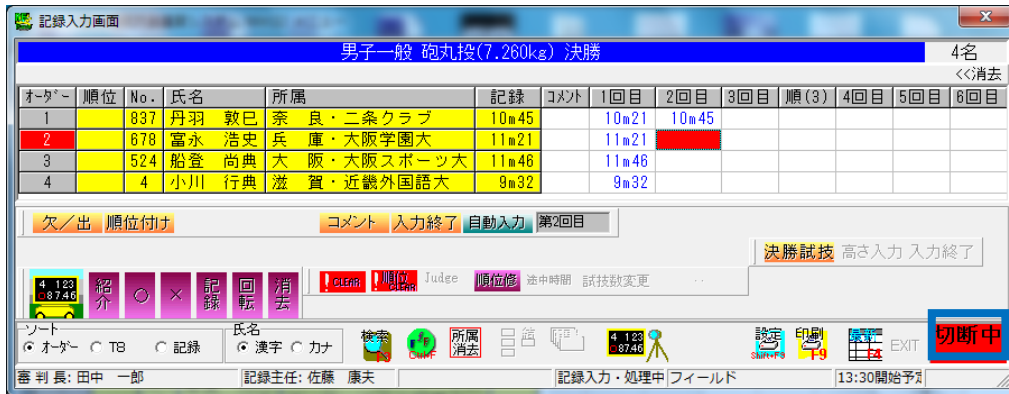 記録入力画面
男子一般 砲丸投(7.260kg) 決勝 4名
<<消去
オーダー 順位 No. 氏名 所属 記録 コメント 1回目 2回目 3回目 順(3) 4回目 5回目 6回目
1 837 丹羽 敦巳 奈 良・二条クラブ 10m45 10m21 10m45
2 678 富永 浩史 兵 庫・大阪学園大 11m21 11m21
3 524 船登 尚典 大 阪・大阪スポーツ大 11m46 11m46
4 4 小川 行典 滋 賀・近畿外国語大 9m32 9m32
欠/出 順位付け コメント 入力終了 自動入力 第2回目
決勝試技 高さ入力 入力終了
4 123 08746 紹介 ○ × 記録 回転 消去 CLEAR 順位 CLEAR Judge 順位修 途中時間 試技数変更 ..
ソート 氏名
オーダー TB 記録 漢字 カナ 検索 所属消去 4 123 08746 設定 Shift+F9 印刷 F9 F4 EXIT 切断中
審判長: 田中 一郎 記録主任: 佐藤 康夫 記録入力・処理中 フィールド 13:30開始予定